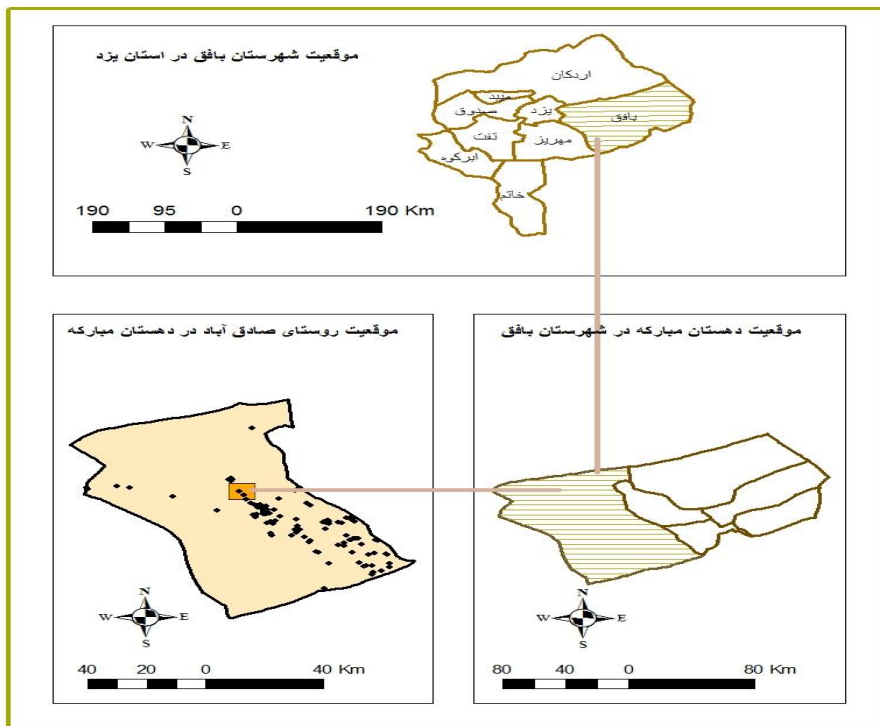 موقعیت شهرستان بافق در استان یزد
N
W E
S
190 95 0 190 Km
اردکان
میبد
صدوق
یزد
بافق
تفت
مهریز
ابرکوه
خاتم
موقعیت دهستان مبارکه در شهرستان بافق
N
W E
S
80 40 0 80 Km
موقعیت روستای صادق آباد در دهستان مبارکه
N
W E
S
40 20 0 40 Km